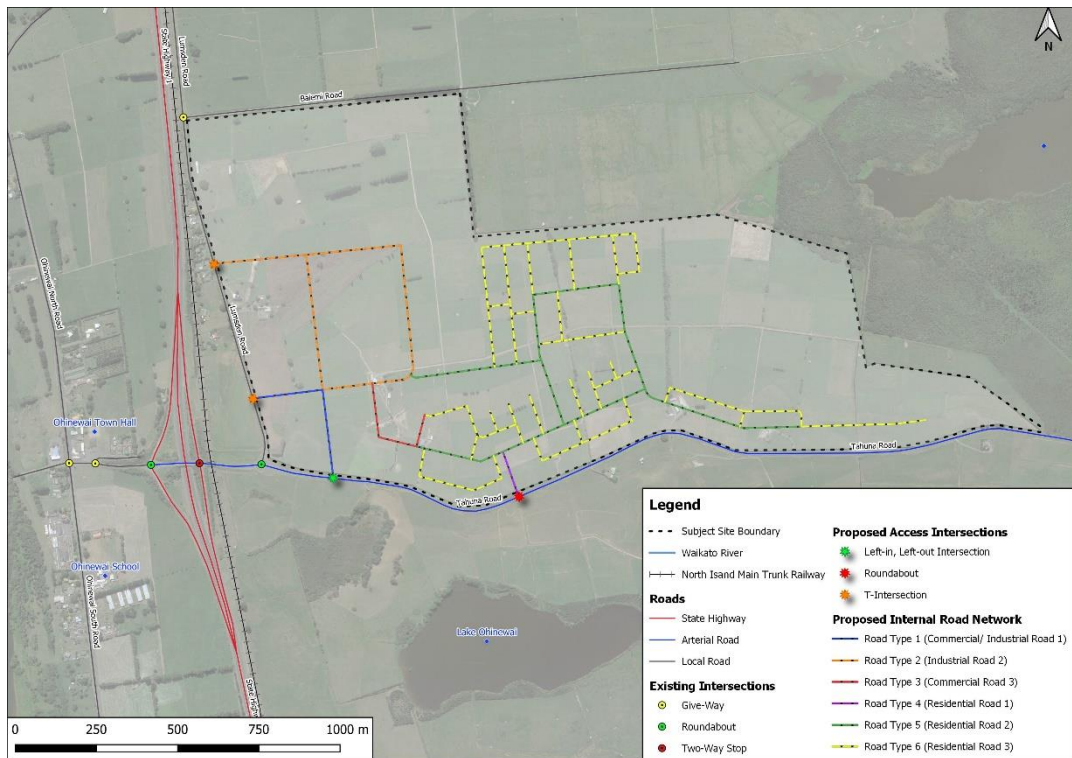 N
State Highway 1
Lumsden Road
Balemi Road
Ohinewai North Road
Lumsden Road
Ohinewai Town Hall
Tahuna Road
Tahuna Road
Ohinewai School
Ohinewai South Road
Lake Ohinewai
0 250 500 750 1000 m
Legend
Subject Site Boundary
Waikato River
North Isand Main Trunk Railway
Roads
State Highway
Arterial Road
Local Road
Existing Intersections
Give-Way
Roundabout
Two-Way Stop
Proposed Access Intersections
Left-in, Left-out Intersection
Roundabout
T-Intersection
Proposed Internal Road Network
Road Type 1 (Commercial/ Industrial Road 1)
Road Type 2 (Industrial Road 2)
Road Type 3 (Commercial Road 3)
Road Type 4 (Residential Road 1)
Road Type 5 (Residential Road 2)
Road Type 6 (Residential Road 3)